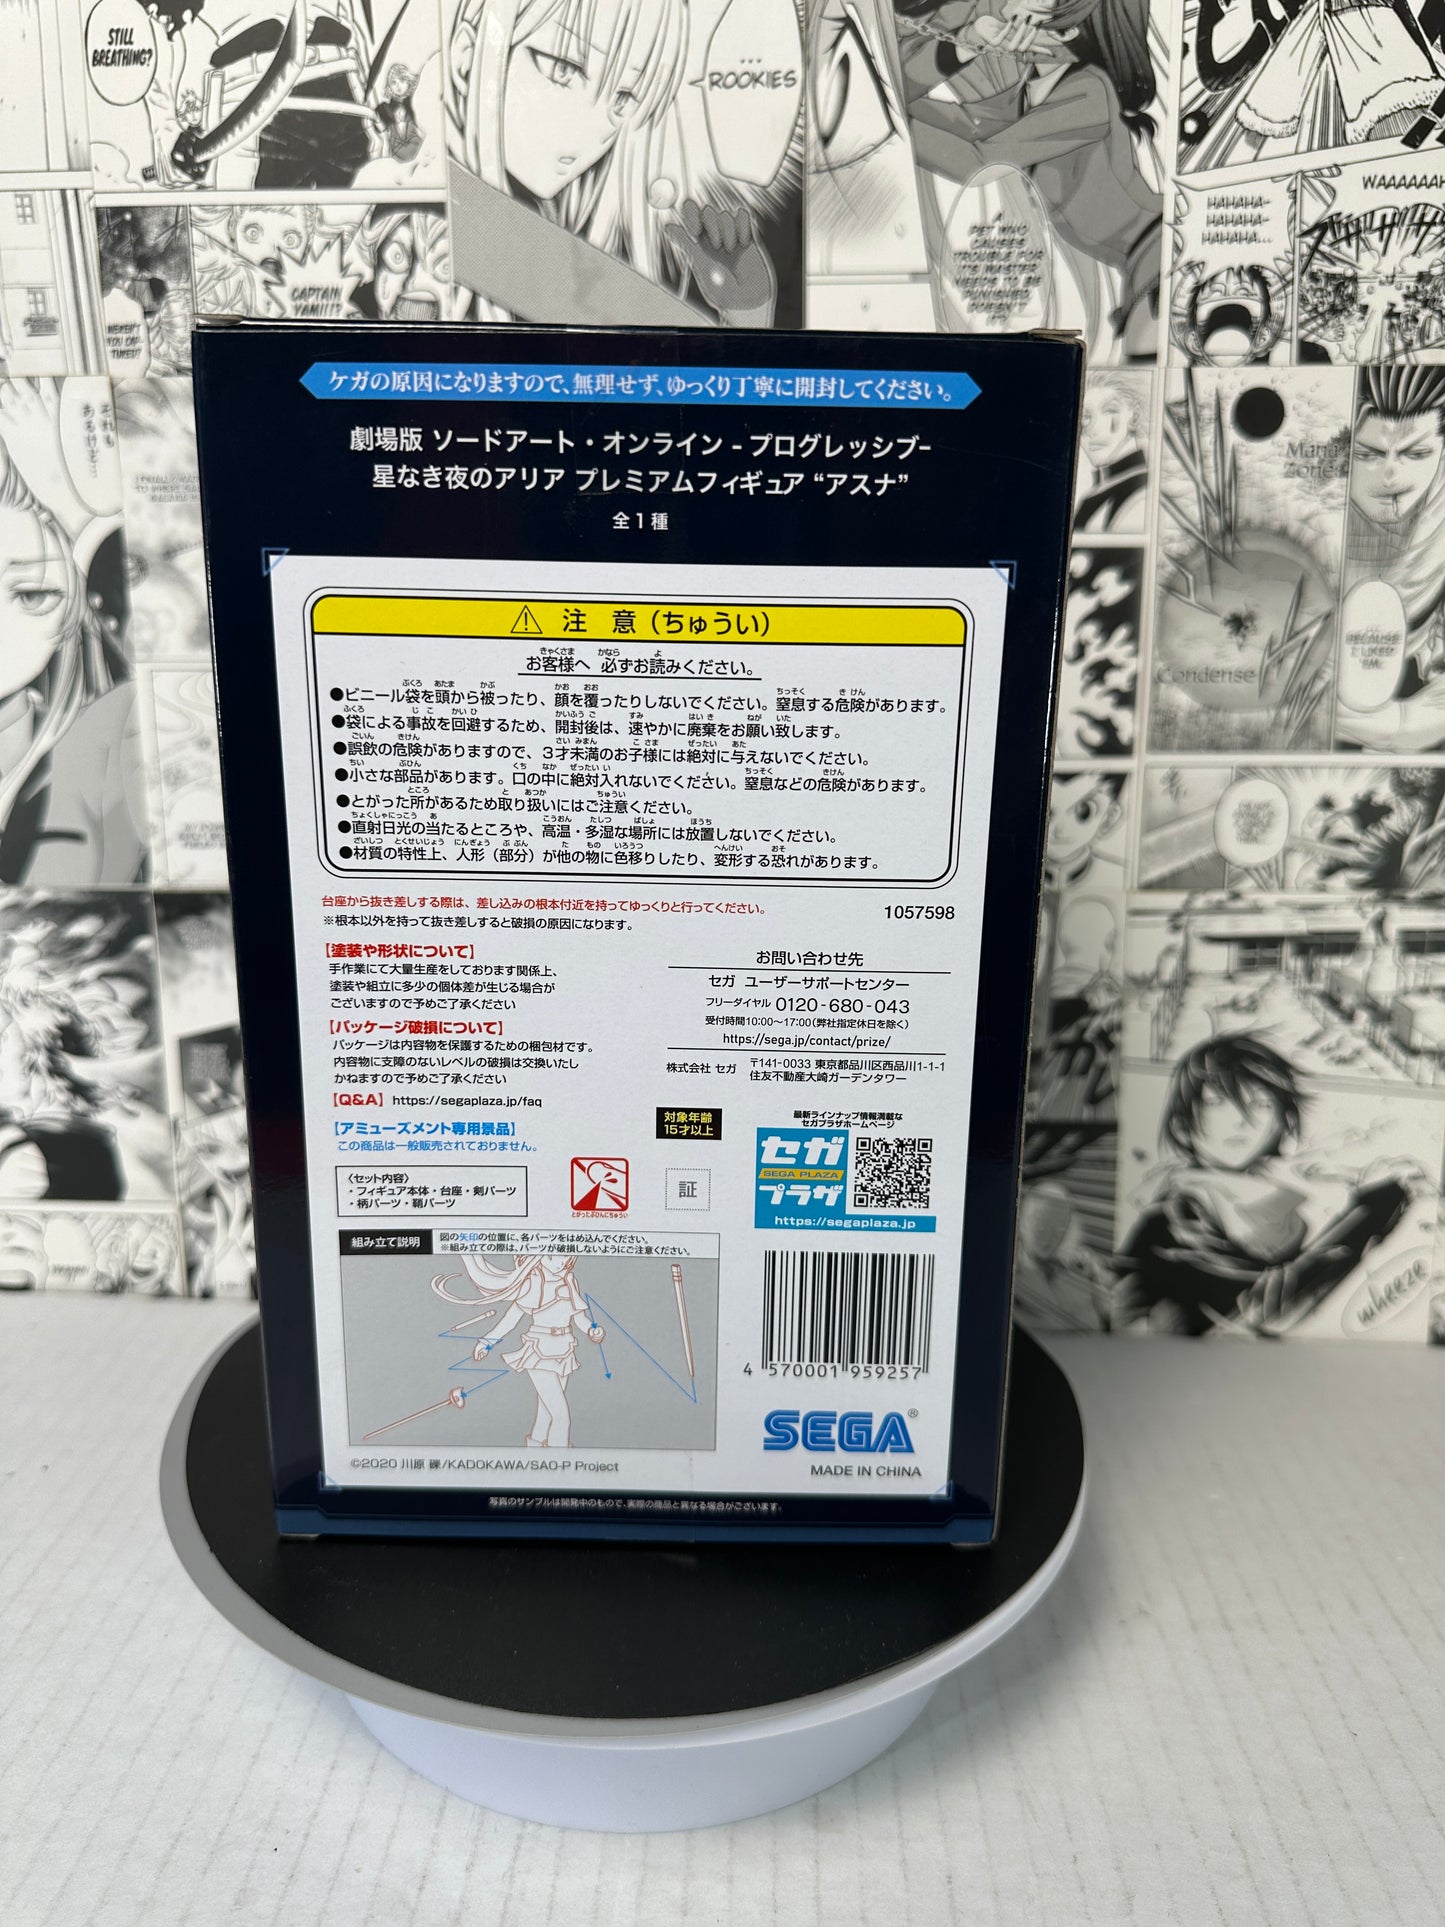 STILL
BREATHING?
...
ROOKIES
WAAAAAAH
HAHAHA-
HAHAHA-
HAHAHA...
CAPTAIN
YAMI!!!
WEREN'T
YOU CAP-
TURED?
Mana
Zones
Condense
BECAUSE
I LIKED
'EM.
wheeze
ケガの原因になりますので、無理せず、ゆっくり丁寧に開封してください。
劇場版 ソードアート・オンライン -プログレッシブ-
星なき夜のアリア プレミアムフィギュア “アスナ”
全1種
⚠ 注 意（ちゅうい）
お客様へ 必ずお読みください。
●ビニール袋を頭から被ったり、顔を覆ったりしないでください。窒息する危険があります。
●袋による事故を回避するため、開封後は、速やかに廃棄をお願い致します。
●誤飲の危険がありますので、3才未満のお子様には絶対に与えないでください。
●小さな部品があります。口の中に絶対入れないでください。窒息などの危険があります。
●とがった所があるため取り扱いにはご注意ください。
●直射日光の当たるところや、高温・多湿な場所には放置しないでください。
●材質の特性上、人形（部分）が他の物に色移りしたり、変形する恐れがあります。
台座から抜き差しする際は、差し込みの根本付近を持ってゆっくりと行ってください。
※根本以外を持って抜き差しすると破損の原因になります。
1057598
【塗装や形状について】
手作業にて大量生産をしております関係上、
塗装や組立に多少の個体差が生じる場合が
ございますので予めご了承ください
【パッケージ破損について】
パッケージは内容物を保護するための梱包材です。
内容物に支障のないレベルの破損は交換いたし
かねますので予めご了承ください
【Q&A】 https://segaplaza.jp/faq
【アミューズメント専用景品】
この商品は一般販売されておりません。
お問い合わせ先
セガ ユーザーサポートセンター
フリーダイヤル 0120-680-043
受付時間10:00〜17:00(弊社指定休日を除く)
https://sega.jp/contact/prize/
株式会社 セガ 〒141-0033 東京都品川区西品川1-1-1
住友不動産大崎ガーデンタワー
対象年齢
15才以上
最新ラインナップ情報満載な
セガプラザホームページ
セガ
SEGA PLAZA
プラザ
https://segaplaza.jp
〈セット内容〉
・フィギュア本体・台座・剣パーツ
・柄パーツ・鞘パーツ
とがったぶひんにちゅうい
証
組み立て説明
図の矢印の位置に、各パーツをはめ込んでください。
※組み立ての際は、パーツが破損しないようにご注意ください。
4 570001 959257
SEGA®
MADE IN CHINA
©2020 川原 礫/KADOKAWA/SAO-P Project
写真のサンプルは開発中のもので、実際の商品と異なる場合がございます。